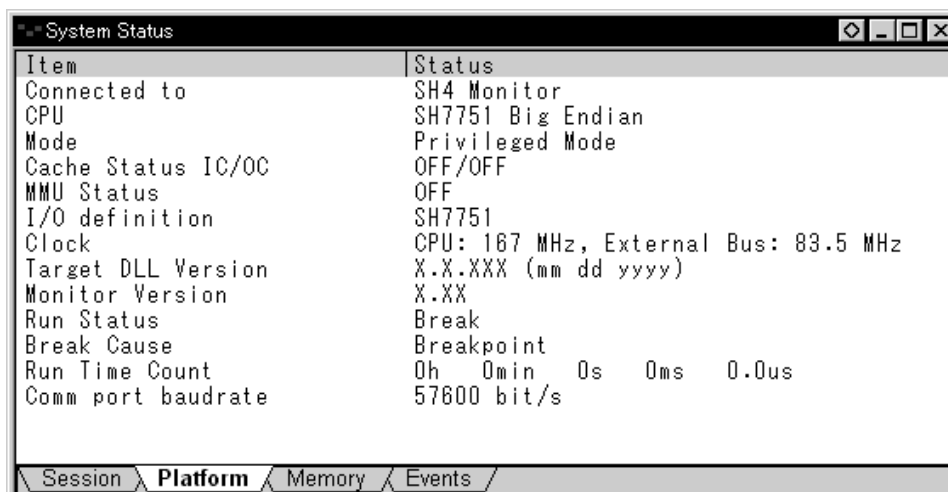 System Status
Item Status
Connected to SH4 Monitor
CPU SH7751 Big Endian
Mode Privileged Mode
Cache Status IC/OC OFF/OFF
MMU Status OFF
I/O definition SH7751
Clock CPU: 167 MHz, External Bus: 83.5 MHz
Target DLL Version X.X.XXX (mm dd yyyy)
Monitor Version X.XX
Run Status Break
Break Cause Breakpoint
Run Time Count 0h 0min 0s 0ms 0.0us
Comm port baudrate 57600 bit/s
Session Platform Memory Events